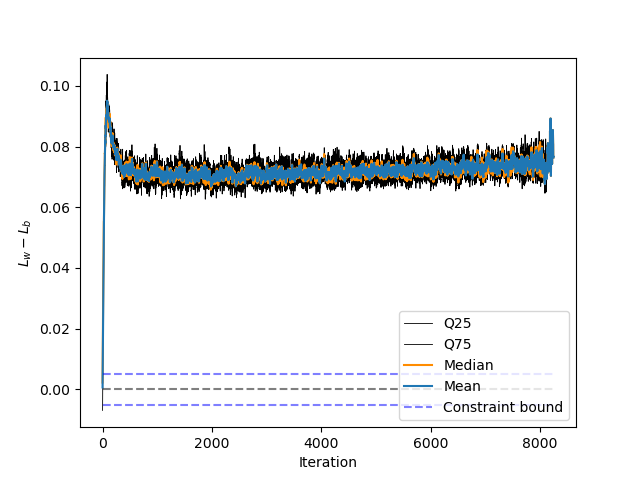 0.10
0.08
0.06
0.04
0.02
0.00
L_w − L_b
0 2000 4000 6000 8000
Iteration
Q25
Q75
Median
Mean
Constraint bound